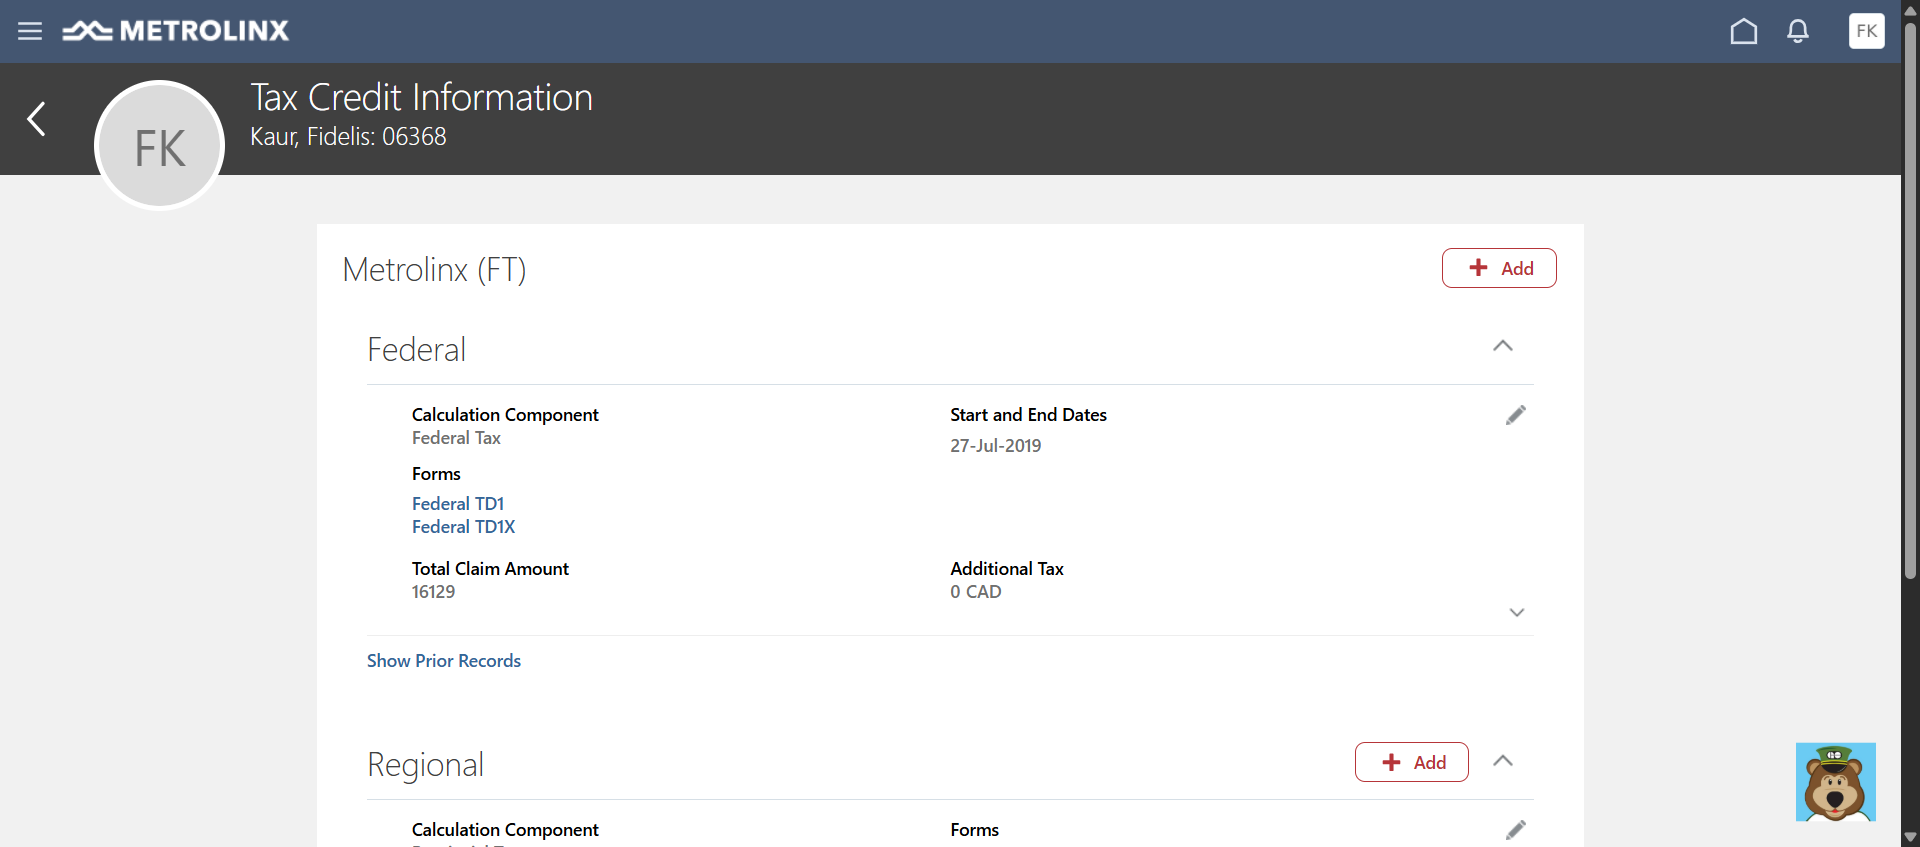 METROLINX
FK
Tax Credit Information
Kaur, Fidelis: 06368
FK
Metrolinx (FT)
Add
Federal
Calculation Component
Federal Tax
Start and End Dates
27-Jul-2019
Forms
Federal TD1
Federal TD1X
Total Claim Amount
16129
Additional Tax
0 CAD
Show Prior Records
Regional
Add
Calculation Component
Forms